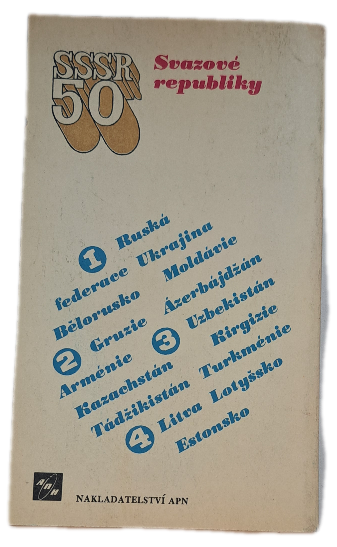 SSSR
50
Svazové
republiky
1 Ruská
federace Ukrajina
Bělorusko Moldávie
2 Gruzie Ázerbájdžán
Arménie 3 Uzbekistán
Kazachstán Kirgizie
Tádžikistán Turkménie
4 Litva Lotyšsko
Estonsko
АПН
NAKLADATELSTVÍ APN